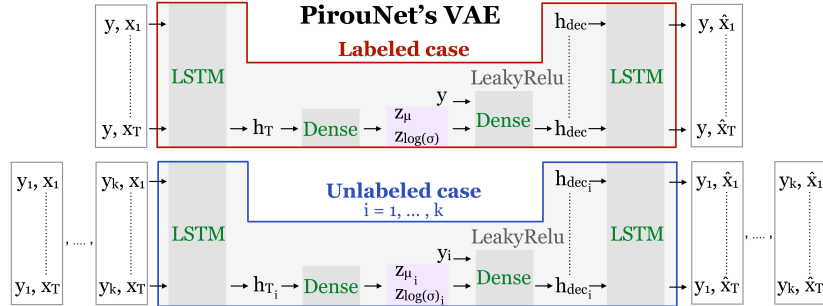 PirouNet's VAE
Labeled case
y, x₁
y, x_T
LSTM
h_T
Dense
z_μ
z_log(σ)
y
LeakyRelu
Dense
h_dec
h_dec
LSTM
y, x̂₁
y, x̂_T
Unlabeled case
i = 1, ... , k
y₁, x₁
y₁, x_T
, .... ,
y_k, x₁
y_k, x_T
LSTM
h_T_i
Dense
z_μ_i
z_log(σ)_i
y_i
LeakyRelu
Dense
h_dec_i
h_dec_i
LSTM
y₁, x̂₁
y₁, x̂_T
, .... ,
y_k, x̂₁
y_k, x̂_T